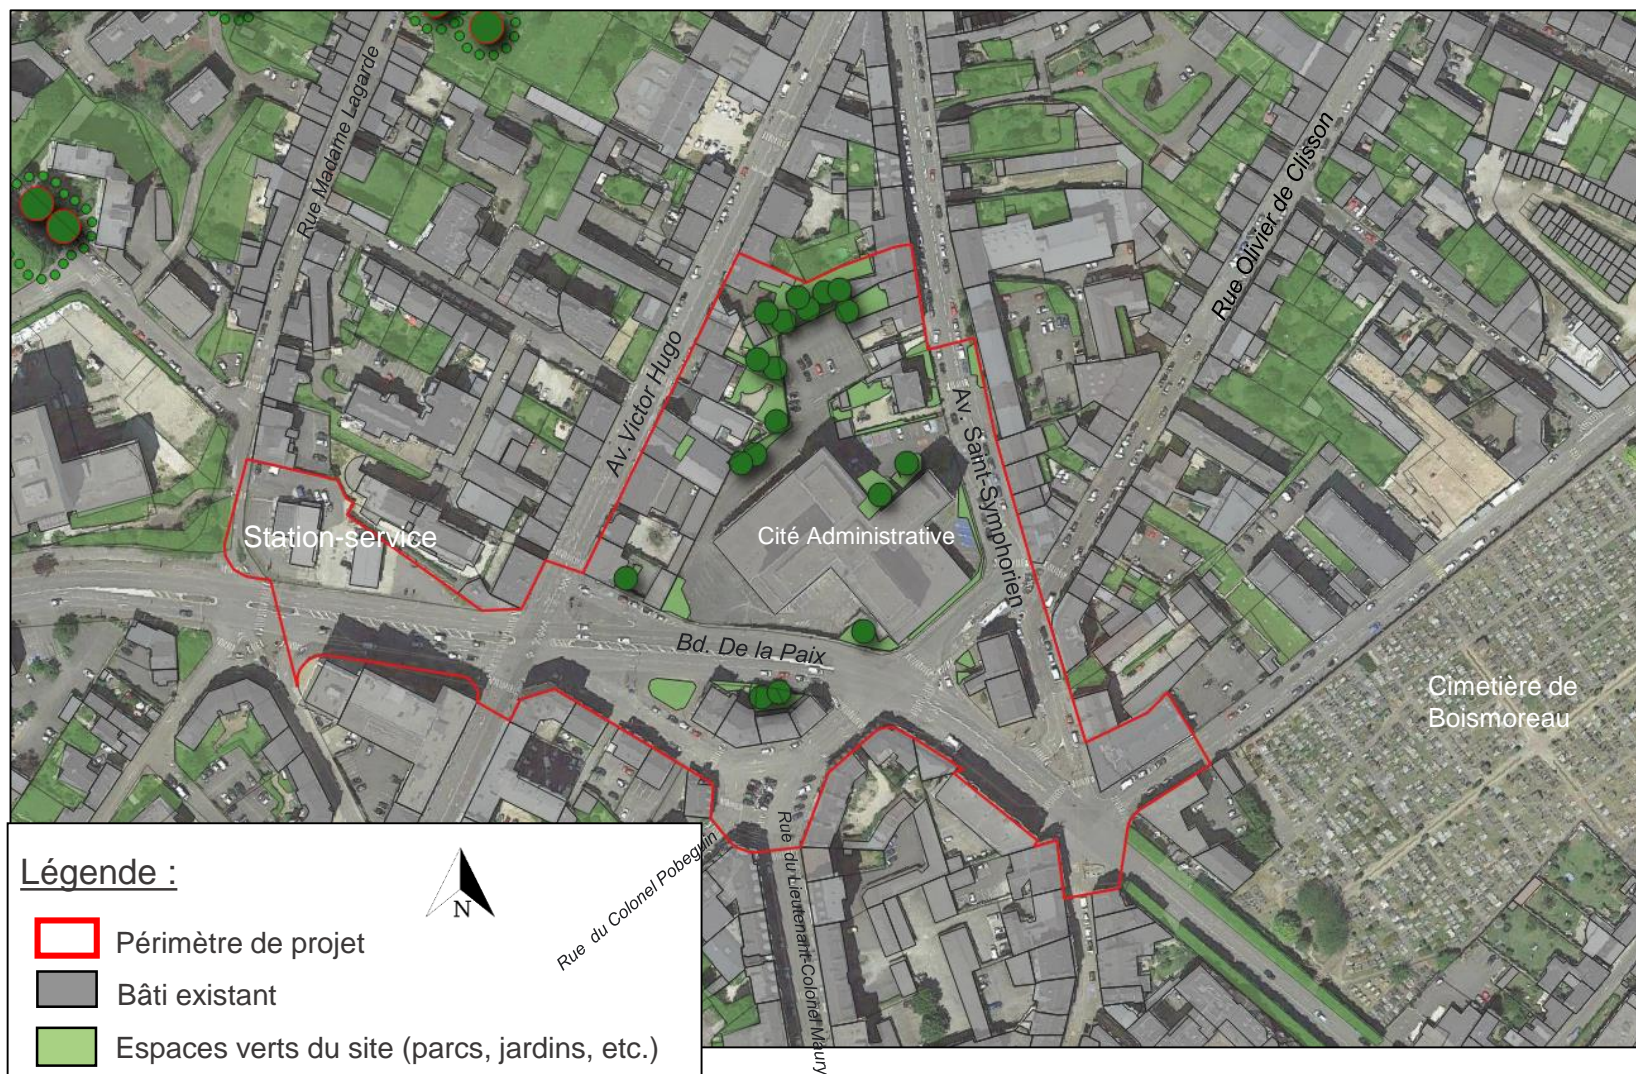 Rue Madame Lagarde
Rue Olivier de Clisson
Av. Victor Hugo
Av. Saint-Symphorien
Station-service
Cité Administrative
Bd. De la Paix
Cimetière de
Boismoreau
Rue du Colonel Pobeguin
Rue du Lieutenant-Colonel Maury
Légende :
N
Périmètre de projet
Bâti existant
Espaces verts du site (parcs, jardins, etc.)